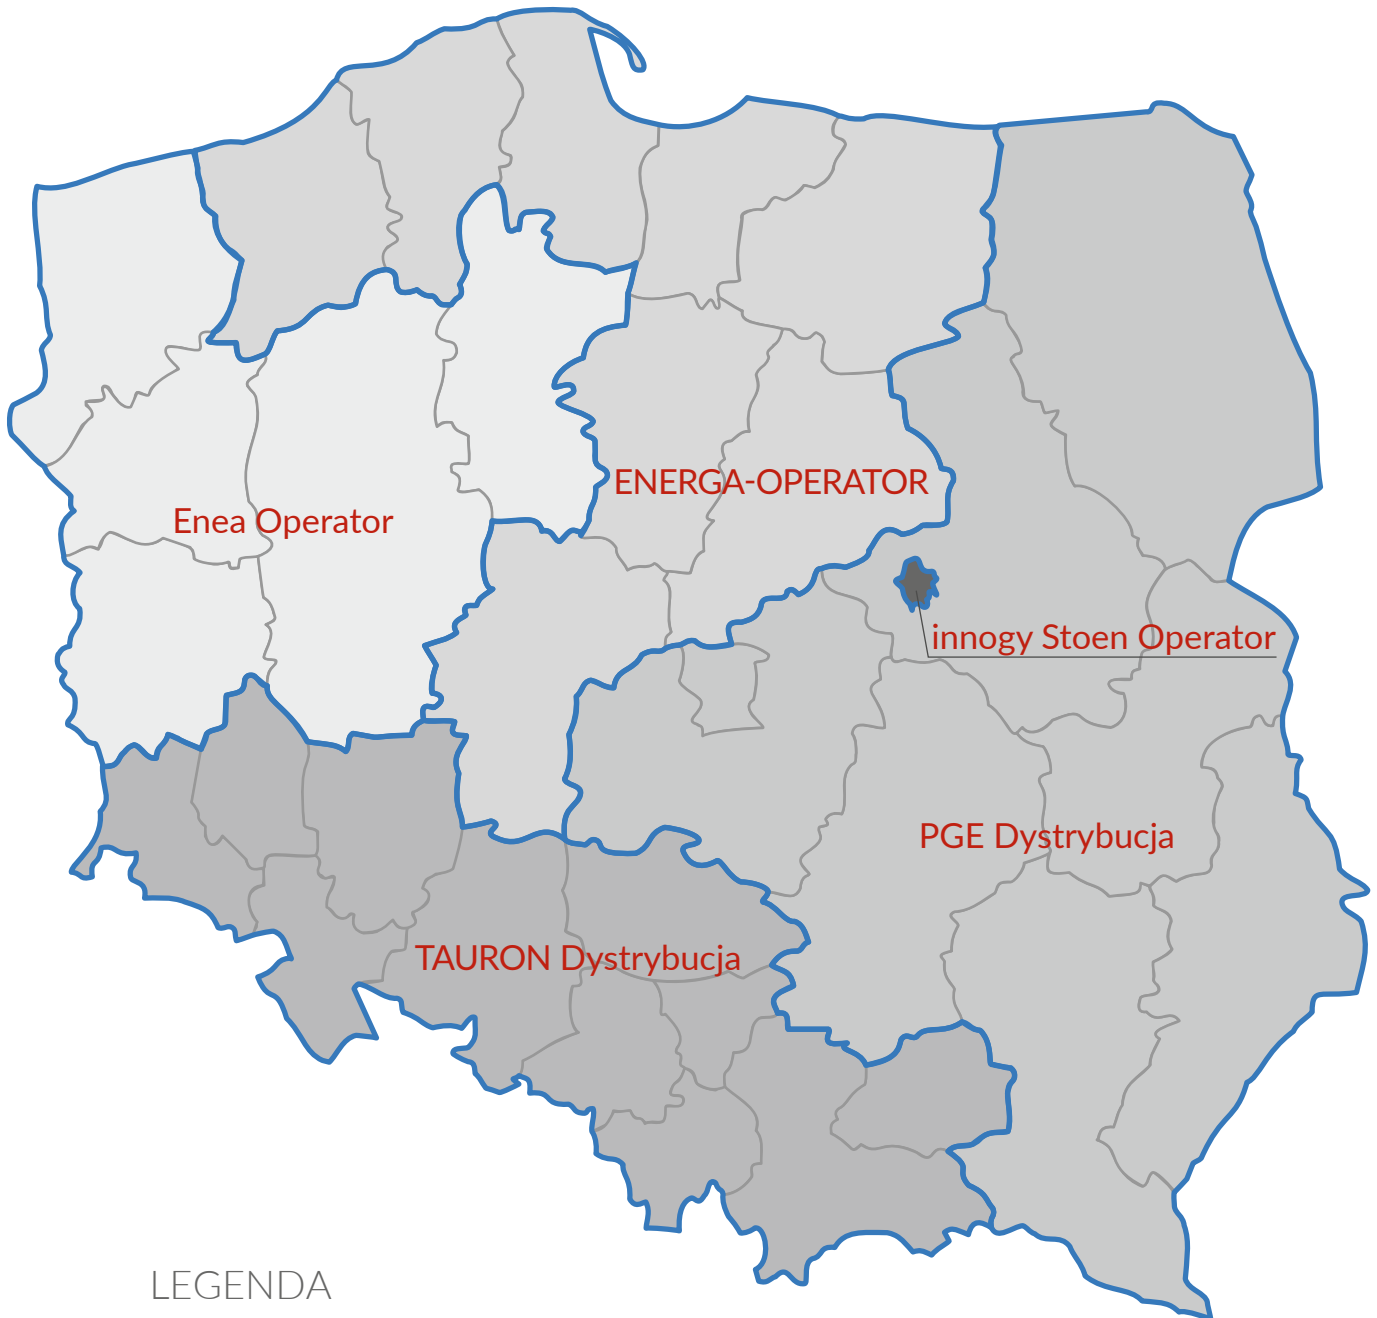 ENERGA-OPERATOR
Enea Operator
innogy Stoen Operator
PGE Dystrybucja
TAURON Dystrybucja
LEGENDA